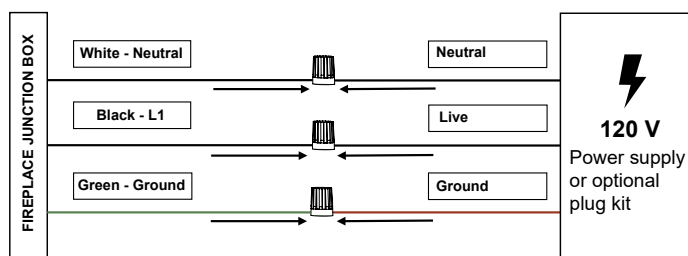 FIREPLACE JUNCTION BOX
White - Neutral
Neutral
Black - L1
Live
Green - Ground
Ground
120 V
Power supply
or optional
plug kit